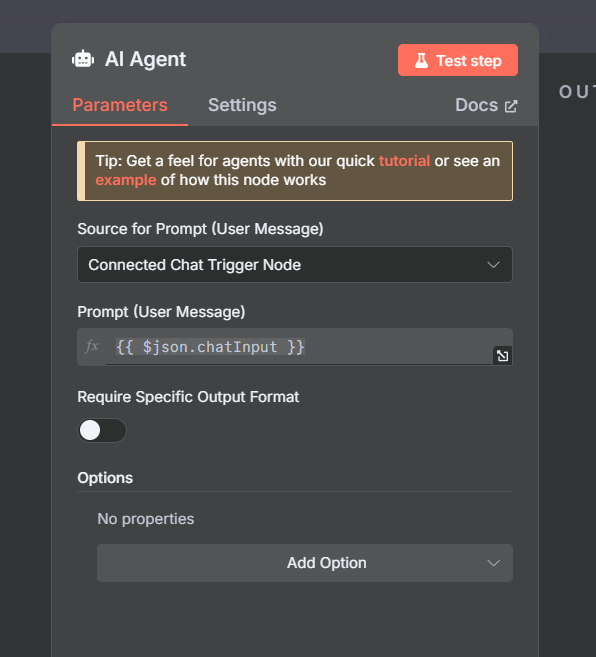 AI Agent
Test step
OUT
Parameters
Settings
Docs
Tip: Get a feel for agents with our quick tutorial or see an
example of how this node works
Source for Prompt (User Message)
Connected Chat Trigger Node
Prompt (User Message)
fx
{{ $json.chatInput }}
Require Specific Output Format
Options
No properties
Add Option